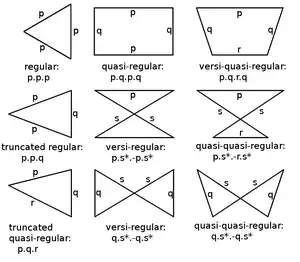 p
p
p
regular:
p.p.p
p
q
q
p
quasi-regular:
p.q.p.q
p
q
q
r
versi-quasi-regular:
p.q.r.q
p
q
p
truncated regular:
p.p.q
p
s
s
versi-regular:
p.s*.-p.s*
p
s
s
r
quasi-quasi-regular:
p.s*.-r.s*
p
q
r
truncated
quasi-regular:
p.q.r
s
s
q
q
versi-regular:
q.s*.-q.s*
s
s
q
q
quasi-quasi-regular:
q.s*.-q.s*